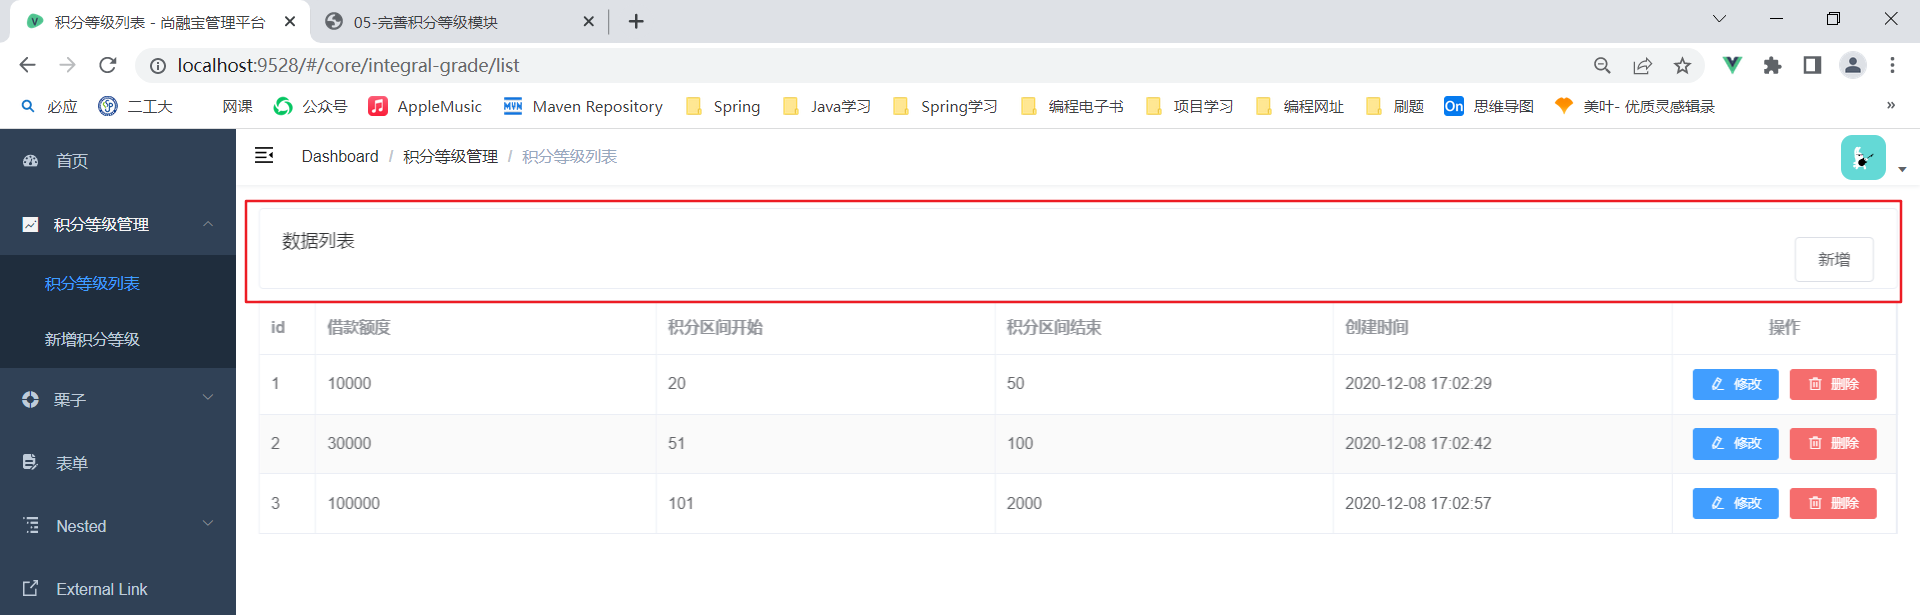 积分等级列表 - 尚融宝管理平台
05-完善积分等级模块
localhost:9528/#/core/integral-grade/list
必应 二工大 网课 公众号 AppleMusic Maven Repository Spring Java学习 Spring学习 编程电子书 项目学习 编程网址 刷题 On 思维导图 美叶- 优质灵感辑录 »
首页
积分等级管理
积分等级列表
新增积分等级
栗子
表单
Nested
External Link
Dashboard / 积分等级管理 / 积分等级列表
数据列表
新增
id 借款额度 积分区间开始 积分区间结束 创建时间 操作
1 10000 20 50 2020-12-08 17:02:29 修改 删除
2 30000 51 100 2020-12-08 17:02:42 修改 删除
3 100000 101 2000 2020-12-08 17:02:57 修改 删除